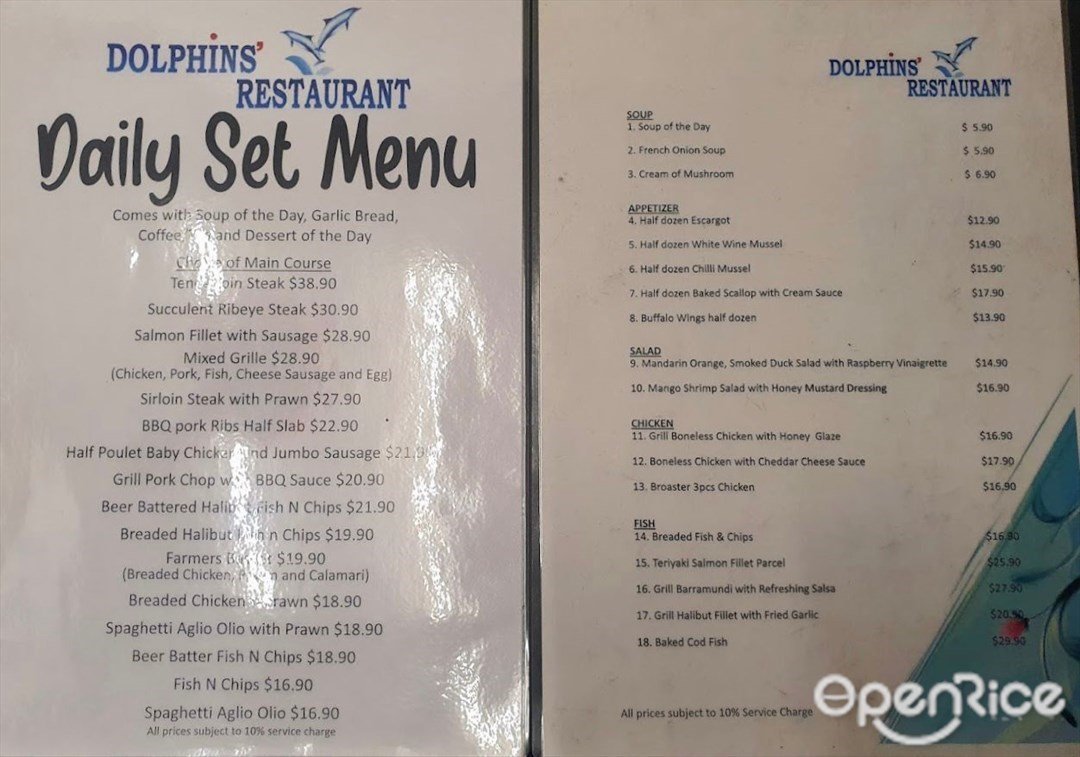 DOLPHINS'
RESTAURANT
Daily Set Menu
Comes with Soup of the Day, Garlic Bread,
Coffee and Dessert of the Day
of Main Course
Tenderloin Steak $38.90
Succulent Ribeye Steak $30.90
Salmon Fillet with Sausage $28.90
Mixed Grille $28.90
(Chicken, Pork, Fish, Cheese Sausage and Egg)
Sirloin Steak with Prawn $27.90
BBQ pork Ribs Half Slab $22.90
Half Poulet Baby Chicken and Jumbo Sausage
Grill Pork Chop with BBQ Sauce $20.90
Beer Battered Halibut Fish N Chips $21.90
Breaded Halibut Fish n Chips $19.90
Farmers $19.90
(Breaded Chicken, and Calamari)
Breaded Chicken Prawn $18.90
Spaghetti Aglio Olio with Prawn $18.90
Beer Batter Fish N Chips $18.90
Fish N Chips $16.90
Spaghetti Aglio Olio $16.90
All prices subject to 10% service charge
DOLPHINS'
RESTAURANT
SOUP
1. Soup of the Day $ 5.90
2. French Onion Soup $ 5.90
3. Cream of Mushroom $ 6.90
APPETIZER
4. Half dozen Escargot $12.90
5. Half dozen White Wine Mussel $14.90
6. Half dozen Chilli Mussel $15.90
7. Half dozen Baked Scallop with Cream Sauce $17.90
8. Buffalo Wings half dozen $13.90
SALAD
9. Mandarin Orange, Smoked Duck Salad with Raspberry Vinaigrette $14.90
10. Mango Shrimp Salad with Honey Mustard Dressing $16.90
CHICKEN
11. Grill Boneless Chicken with Honey Glaze $16.90
12. Boneless Chicken with Cheddar Cheese Sauce $17.90
13. Broaster 3pcs Chicken $16.90
FISH
14. Breaded Fish & Chips $16.90
15. Teriyaki Salmon Fillet Parcel $25.90
16. Grill Barramundi with Refreshing Salsa $27.90
17. Grill Halibut Fillet with Fried Garlic $20.90
18. Baked Cod Fish $29.90
All prices subject to 10% Service Charge
OpenRice